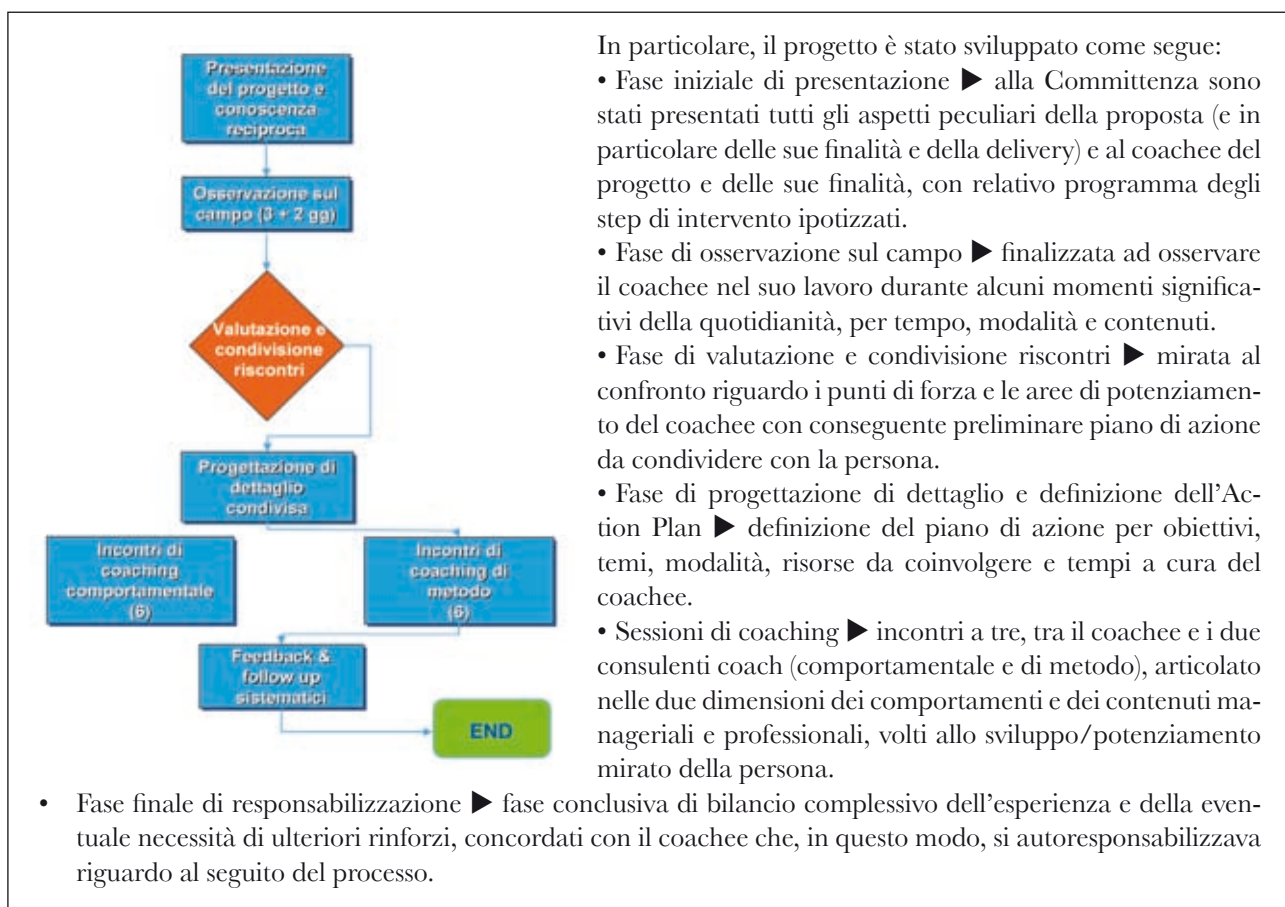 Presentazione
del progetto e
conoscenza
reciproca
Osservazione sul
campo (3 + 2 gg)
Valutazione e
condivisione
riscontri
Progettazione di
dettaglio
condivisa
Incontri di
coaching
comportamentale
(6)
Incontri di
coaching di
metodo
(6)
Feedback &
follow up
sistematici
END
In particolare, il progetto è stato sviluppato come segue:
• Fase iniziale di presentazione ▶ alla Committenza sono
stati presentati tutti gli aspetti peculiari della proposta (e in
particolare delle sue finalità e della delivery) e al coachee del
progetto e delle sue finalità, con relativo programma degli
step di intervento ipotizzati.
• Fase di osservazione sul campo ▶ finalizzata ad osservare
il coachee nel suo lavoro durante alcuni momenti significa-
tivi della quotidianità, per tempo, modalità e contenuti.
• Fase di valutazione e condivisione riscontri ▶ mirata al
confronto riguardo i punti di forza e le aree di potenziamen-
to del coachee con conseguente preliminare piano di azione
da condividere con la persona.
• Fase di progettazione di dettaglio e definizione dell’Ac-
tion Plan ▶ definizione del piano di azione per obiettivi,
temi, modalità, risorse da coinvolgere e tempi a cura del
coachee.
• Sessioni di coaching ▶ incontri a tre, tra il coachee e i due
consulenti coach (comportamentale e di metodo), articolato
nelle due dimensioni dei comportamenti e dei contenuti ma-
nageriali e professionali, volti allo sviluppo/potenziamento
mirato della persona.
• Fase finale di responsabilizzazione ▶ fase conclusiva di bilancio complessivo dell’esperienza e della even-
tuale necessità di ulteriori rinforzi, concordati con il coachee che, in questo modo, si autoresponsabilizzava
riguardo al seguito del processo.